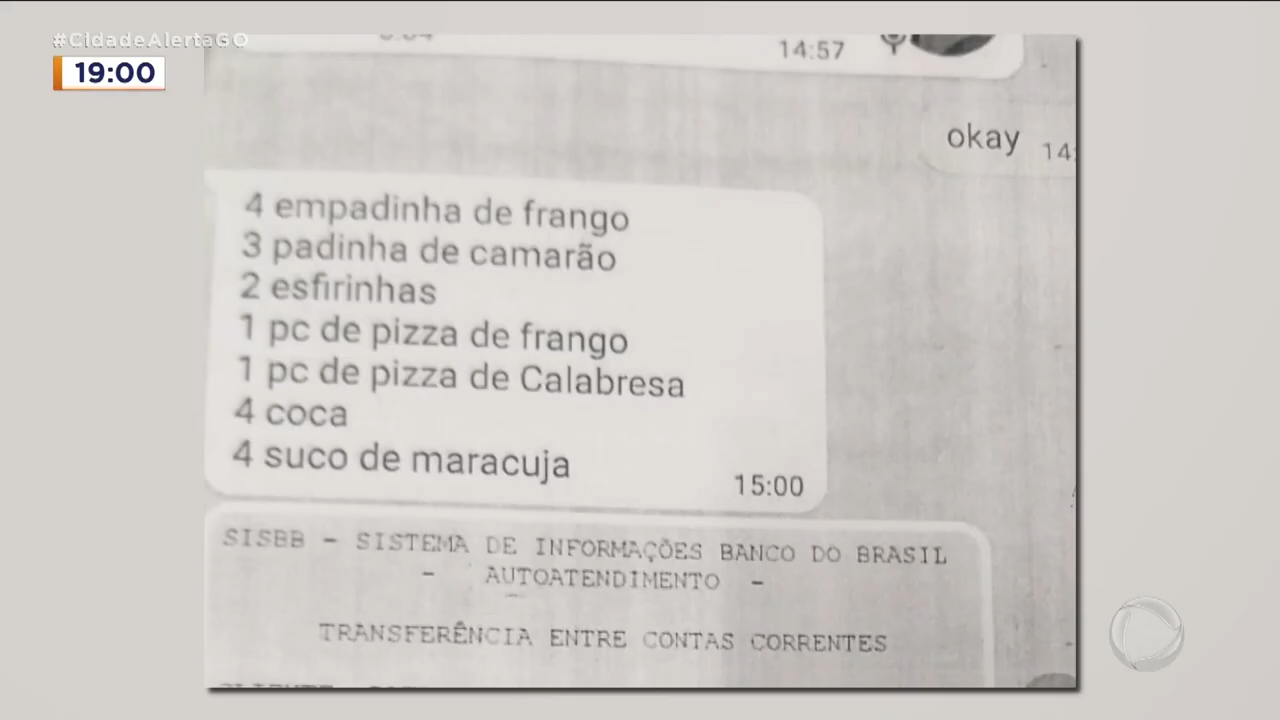 #CidadeAlertaGO
19:00
14:57
okay
14:
4 empadinha de frango
3 padinha de camarão
2 esfirinhas
1 pc de pizza de frango
1 pc de pizza de Calabresa
4 coca
4 suco de maracuja
15:00
SISBB - SISTEMA DE INFORMAÇÕES BANCO DO BRASIL
- AUTOATENDIMENTO -
TRANSFERÊNCIA ENTRE CONTAS CORRENTES